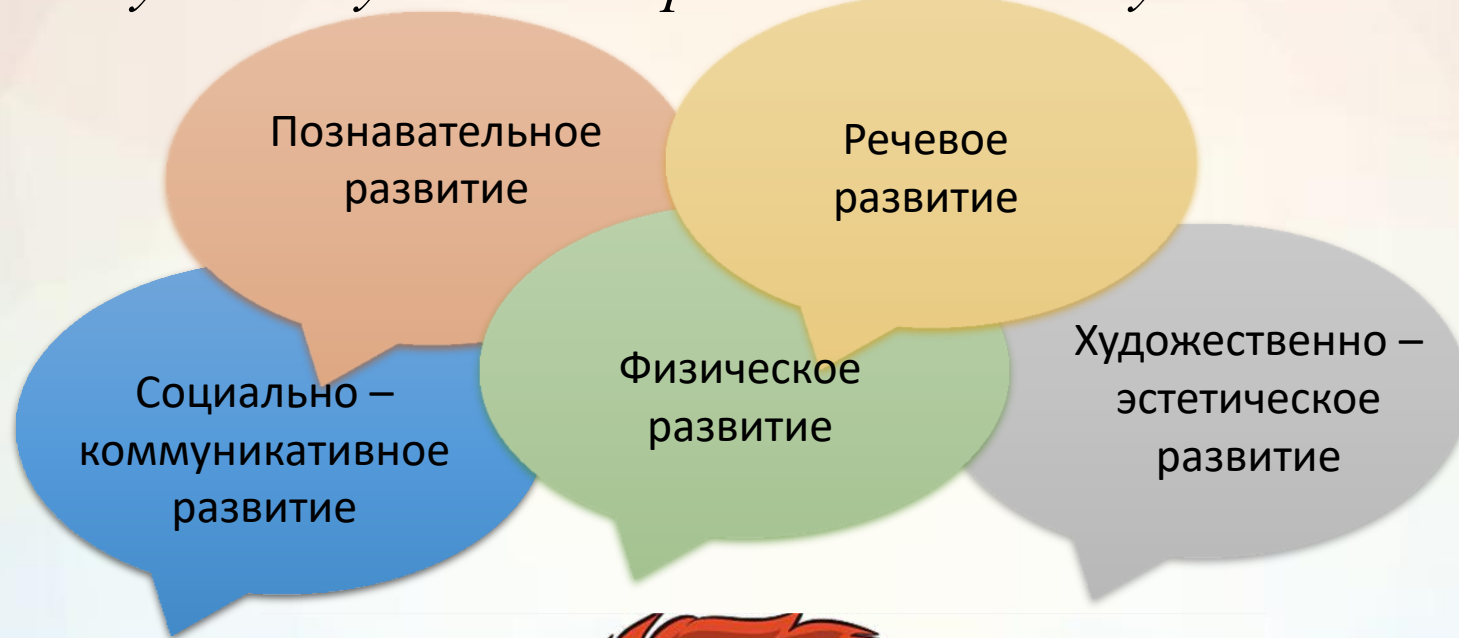 Познавательное
развитие
Речевое
развитие
Социально –
коммуникативное
развитие
Физическое
развитие
Художественно –
эстетическое
развитие